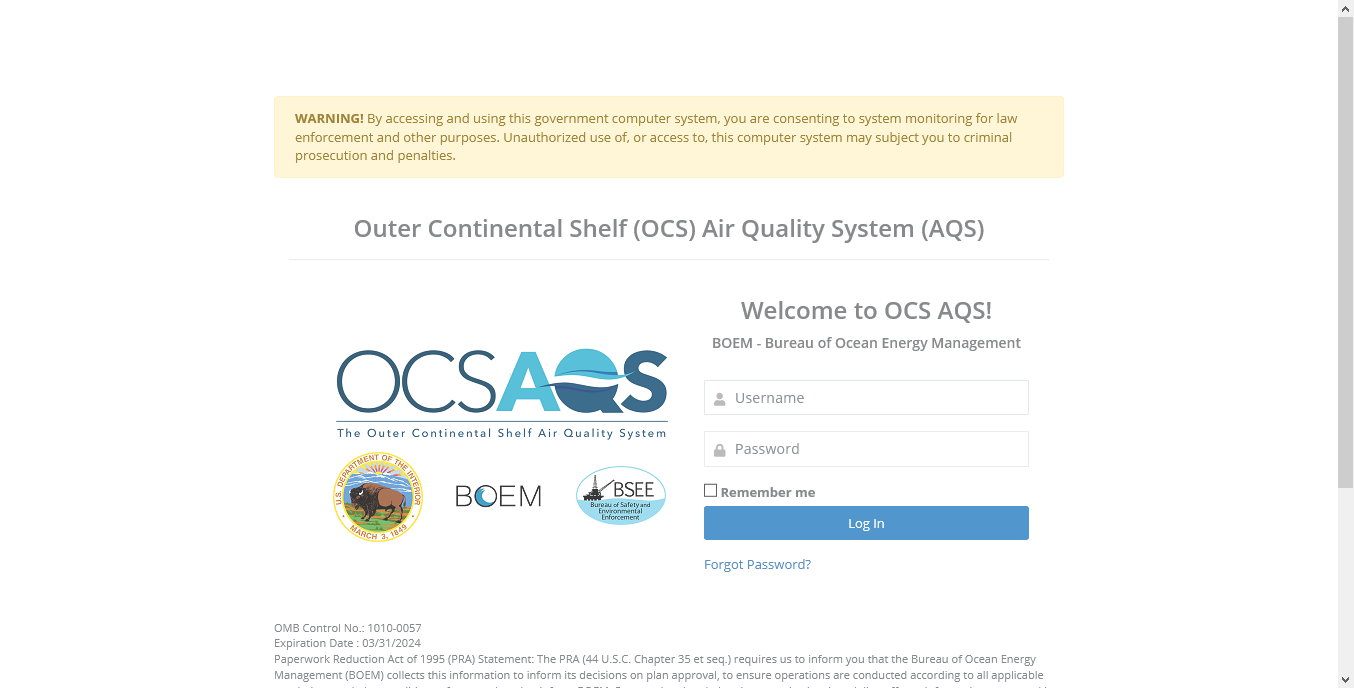 WARNING! By accessing and using this government computer system, you are consenting to system monitoring for law
enforcement and other purposes. Unauthorized use of, or access to, this computer system may subject you to criminal
prosecution and penalties.
Outer Continental Shelf (OCS) Air Quality System (AQS)
Welcome to OCS AQS!
BOEM - Bureau of Ocean Energy Management
OCSAQS
The Outer Continental Shelf Air Quality System
U.S. DEPARTMENT OF THE INTERIOR
MARCH 3, 1849
BOEM
BSEE
Bureau of Safety and
Environmental
Enforcement
Username
Password
Remember me
Log In
Forgot Password?
OMB Control No.: 1010-0057
Expiration Date : 03/31/2024
Paperwork Reduction Act of 1995 (PRA) Statement: The PRA (44 U.S.C. Chapter 35 et seq.) requires us to inform you that the Bureau of Ocean Energy
Management (BOEM) collects this information to inform its decisions on plan approval, to ensure operations are conducted according to all applicable